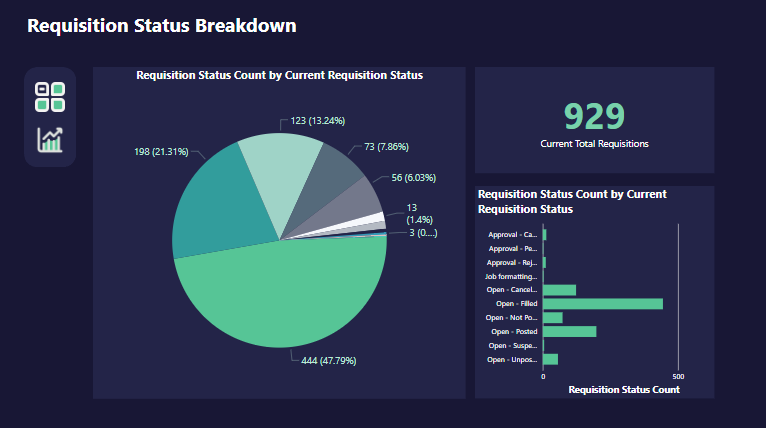 Requisition Status Breakdown
Requisition Status Count by Current Requisition Status
123 (13.24%)
198 (21.31%)
73 (7.86%)
56 (6.03%)
13
(1.4%)
3 (0....)
444 (47.79%)
929
Current Total Requisitions
Requisition Status Count by Current
Requisition Status
Approval - Ca...
Approval - Pe...
Approval - Rej...
Job formatting...
Open - Cancel...
Open - Filled
Open - Not Po...
Open - Posted
Open - Suspe...
Open - Unpos...
0
500
Requisition Status Count